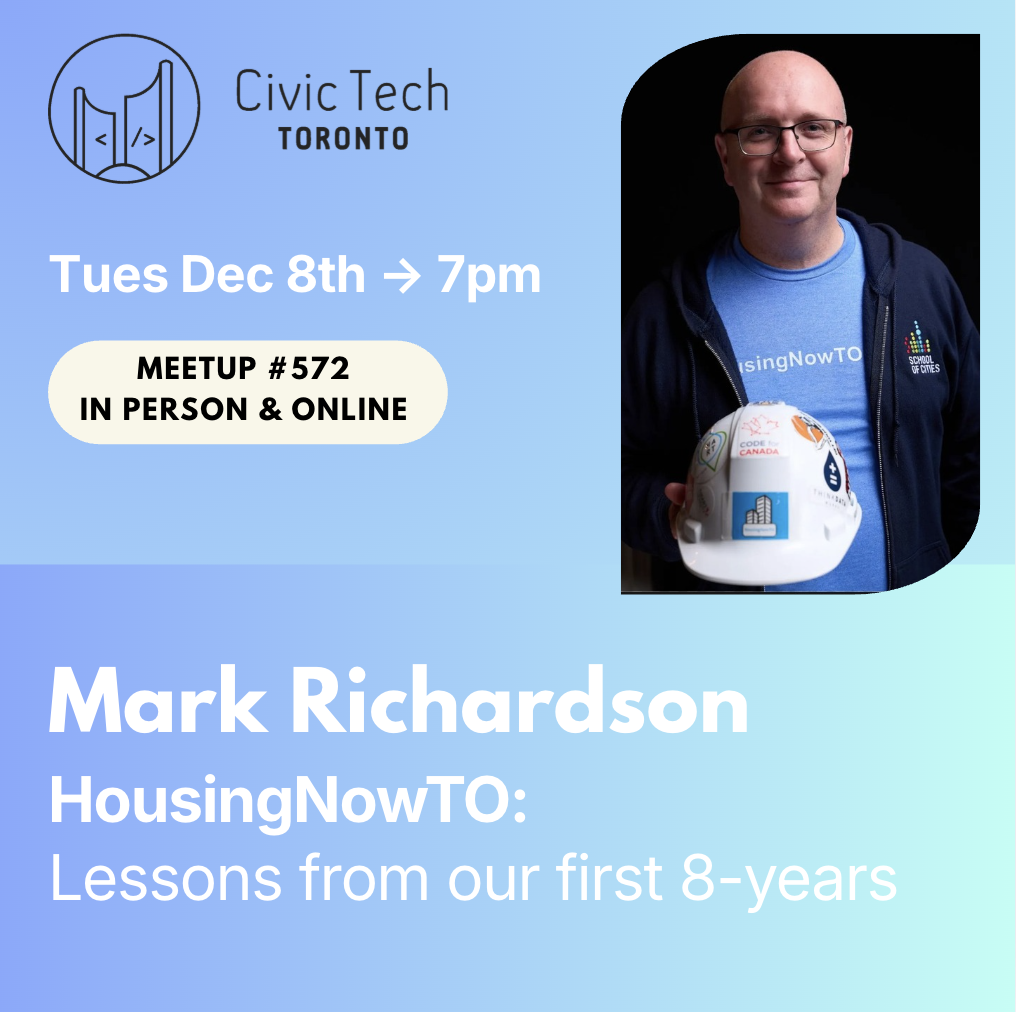 Civic Tech
TORONTO
Tues Dec 8th → 7pm
MEETUP #572
IN PERSON & ONLINE
usingNowTO
SCHOOL
OF CITIES
CODE for
CANADA
Mark Richardson
HousingNowTO:
Lessons from our first 8-years